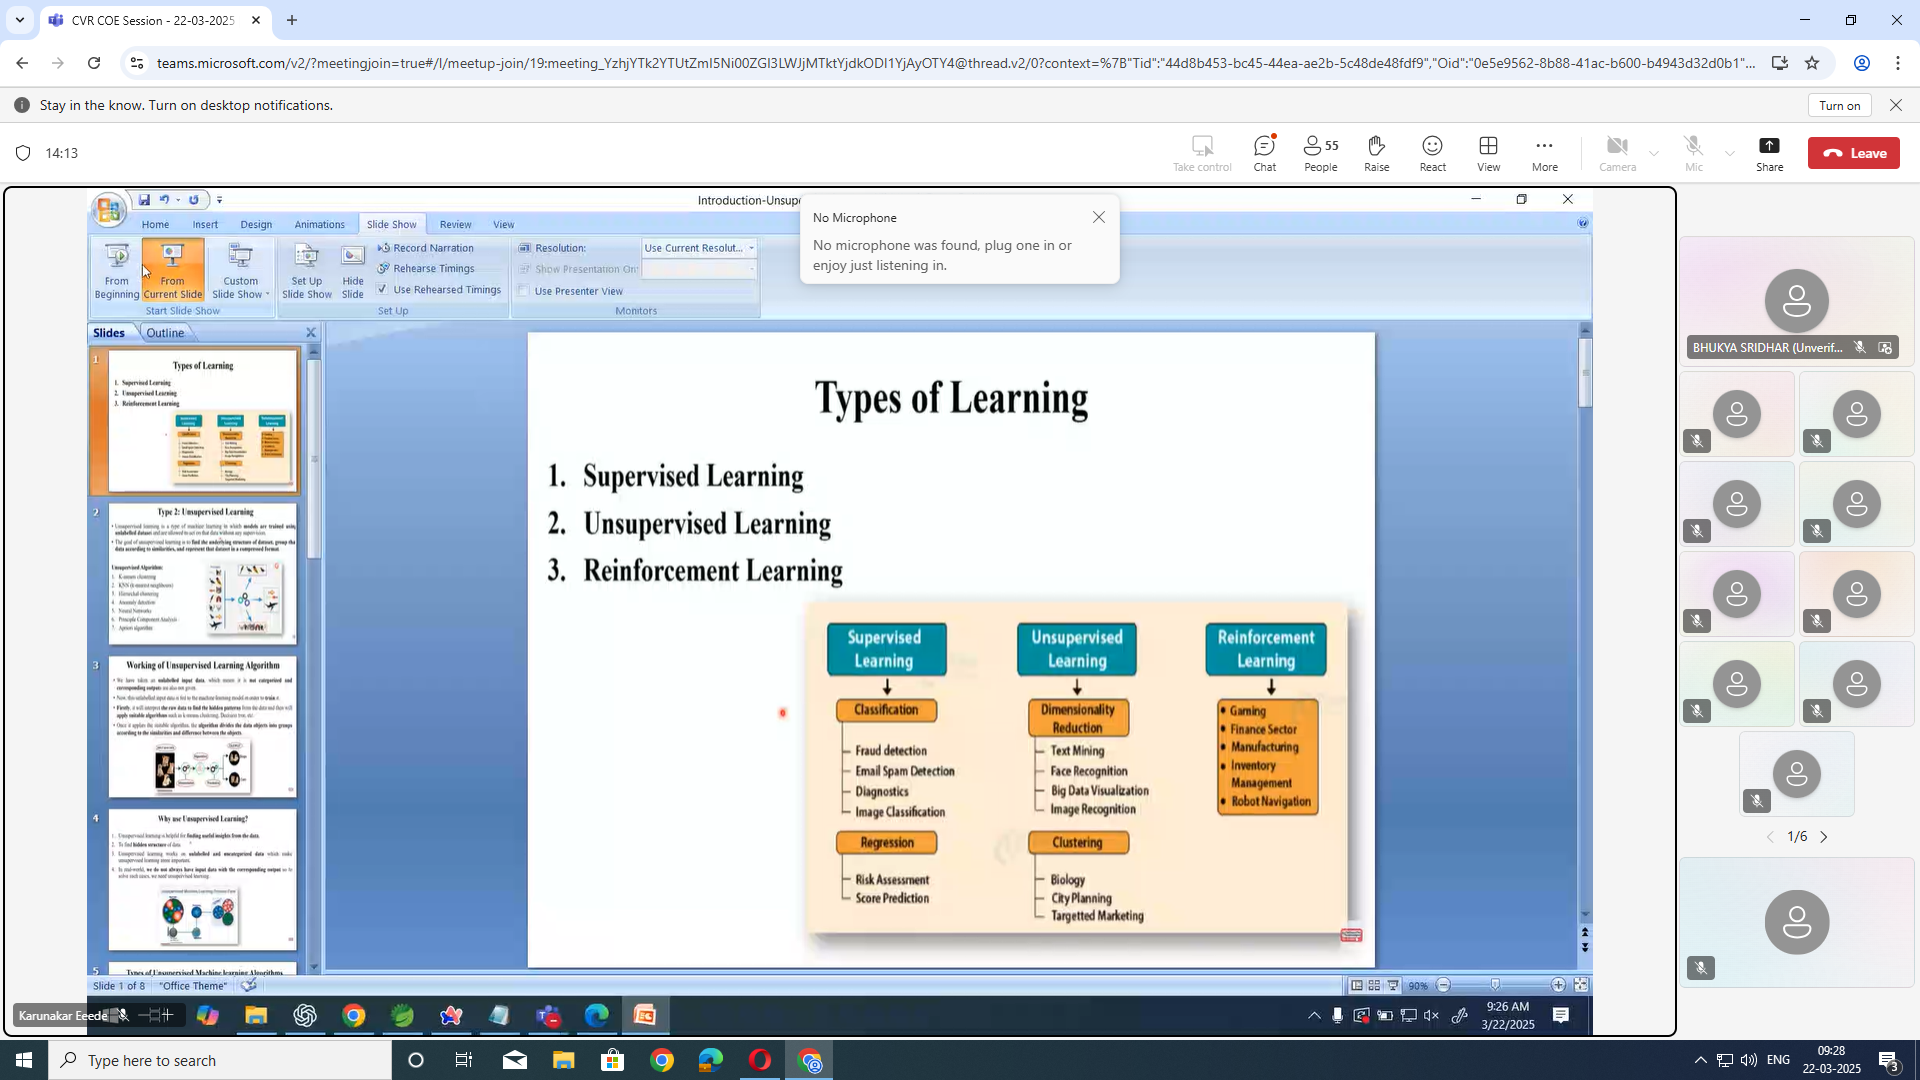 CVR COE Session - 22-03-2025
teams.microsoft.com/v2/?meetingjoin=true#/l/meetup-join/19:meeting_YzhjYTk2YTUtZmI5Ni00ZGI3LWJjMTktYjdkODI1YjAyOTY4@thread.v2/0?context=%7B"Tid":"44d8b453-bc45-44ea-ae2b-5c48de48fdf9","Oid":"0e5e9562-8b88-41ac-b600-b4943d32d0b1"...
Stay in the know. Turn on desktop notifications.
Turn on
14:13
Take control
Chat
55
People
Raise
React
View
More
Camera
Mic
Share
Leave
Introduction-Unsupe
No Microphone
No microphone was found, plug one in or
enjoy just listening in.
Home
Insert
Design
Animations
Slide Show
Review
View
From
Beginning
From
Current Slide
Custom
Slide Show
Start Slide Show
Set Up
Slide Show
Hide
Slide
Record Narration
Rehearse Timings
Use Rehearsed Timings
Set Up
Resolution:
Use Current Resolut...
Show Presentation On:
Use Presenter View
Monitors
Slides
Outline
1
Types of Learning
1. Supervised Learning
2. Unsupervised Learning
3. Reinforcement Learning
2
Type 2: Unsupervised Learning
Unsupervised Algorithm:
3
Working of Unsupervised Learning Algorithm
4
Why use Unsupervised Learning?
5
Types of Unsupervised Machine learning Algorithms
Types of Learning
1. Supervised Learning
2. Unsupervised Learning
3. Reinforcement Learning
Supervised
Learning
Classification
Fraud detection
Email Spam Detection
Diagnostics
Image Classification
Regression
Risk Assessment
Score Prediction
Unsupervised
Learning
Dimensionality
Reduction
Text Mining
Face Recognition
Big Data Visualization
Image Recognition
Clustering
Biology
City Planning
Targetted Marketing
Reinforcement
Learning
• Gaming
• Finance Sector
• Manufacturing
• Inventory
Management
• Robot Navigation
Slide 1 of 8
"Office Theme"
90%
BHUKYA SRIDHAR (Unverif...
1/6
Karunakar Eeede
9:26 AM
3/22/2025
Type here to search
ENG
09:28
22-03-2025
3